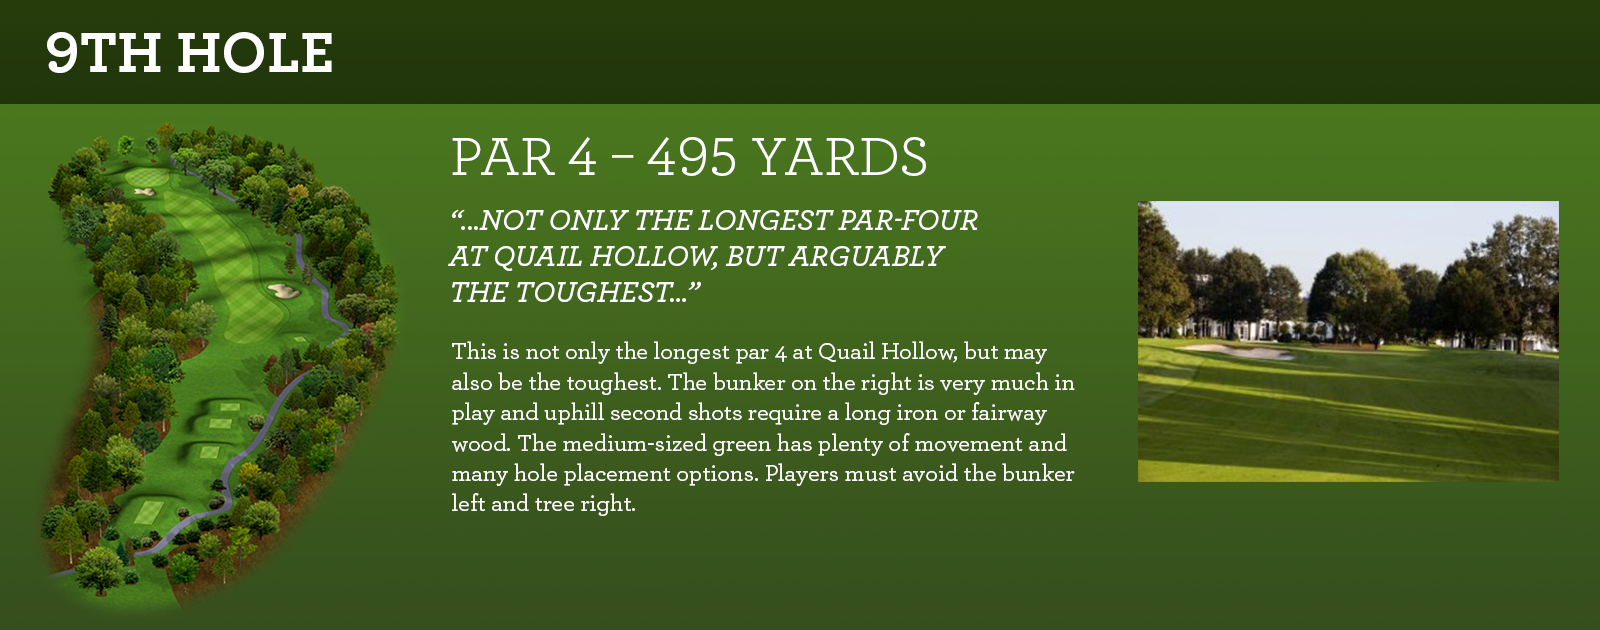 9TH HOLE
PAR 4 – 495 YARDS
“...NOT ONLY THE LONGEST PAR-FOUR
AT QUAIL HOLLOW, BUT ARGUABLY
THE TOUGHEST...”
This is not only the longest par 4 at Quail Hollow, but may
also be the toughest. The bunker on the right is very much in
play and uphill second shots require a long iron or fairway
wood. The medium-sized green has plenty of movement and
many hole placement options. Players must avoid the bunker
left and tree right.